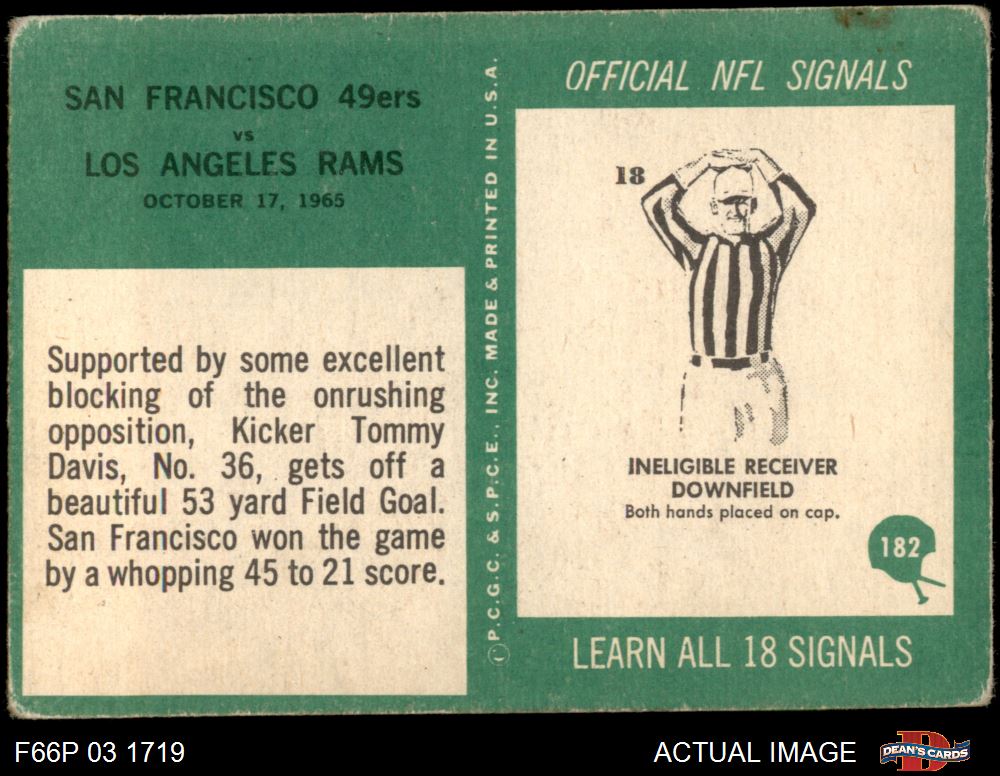 SAN FRANCISCO 49ers
vs
LOS ANGELES RAMS
OCTOBER 17, 1965
Supported by some excellent
blocking of the onrushing
opposition, Kicker Tommy
Davis, No. 36, gets off a
beautiful 53 yard Field Goal.
San Francisco won the game
by a whopping 45 to 21 score.
© P.C.G.C. & S.P.C.E., INC. MADE & PRINTED IN U.S.A.
OFFICIAL NFL SIGNALS
18
INELIGIBLE RECEIVER
DOWNFIELD
Both hands placed on cap.
182
LEARN ALL 18 SIGNALS
F66P 03 1719
ACTUAL IMAGE
D
DEAN'S CARDS